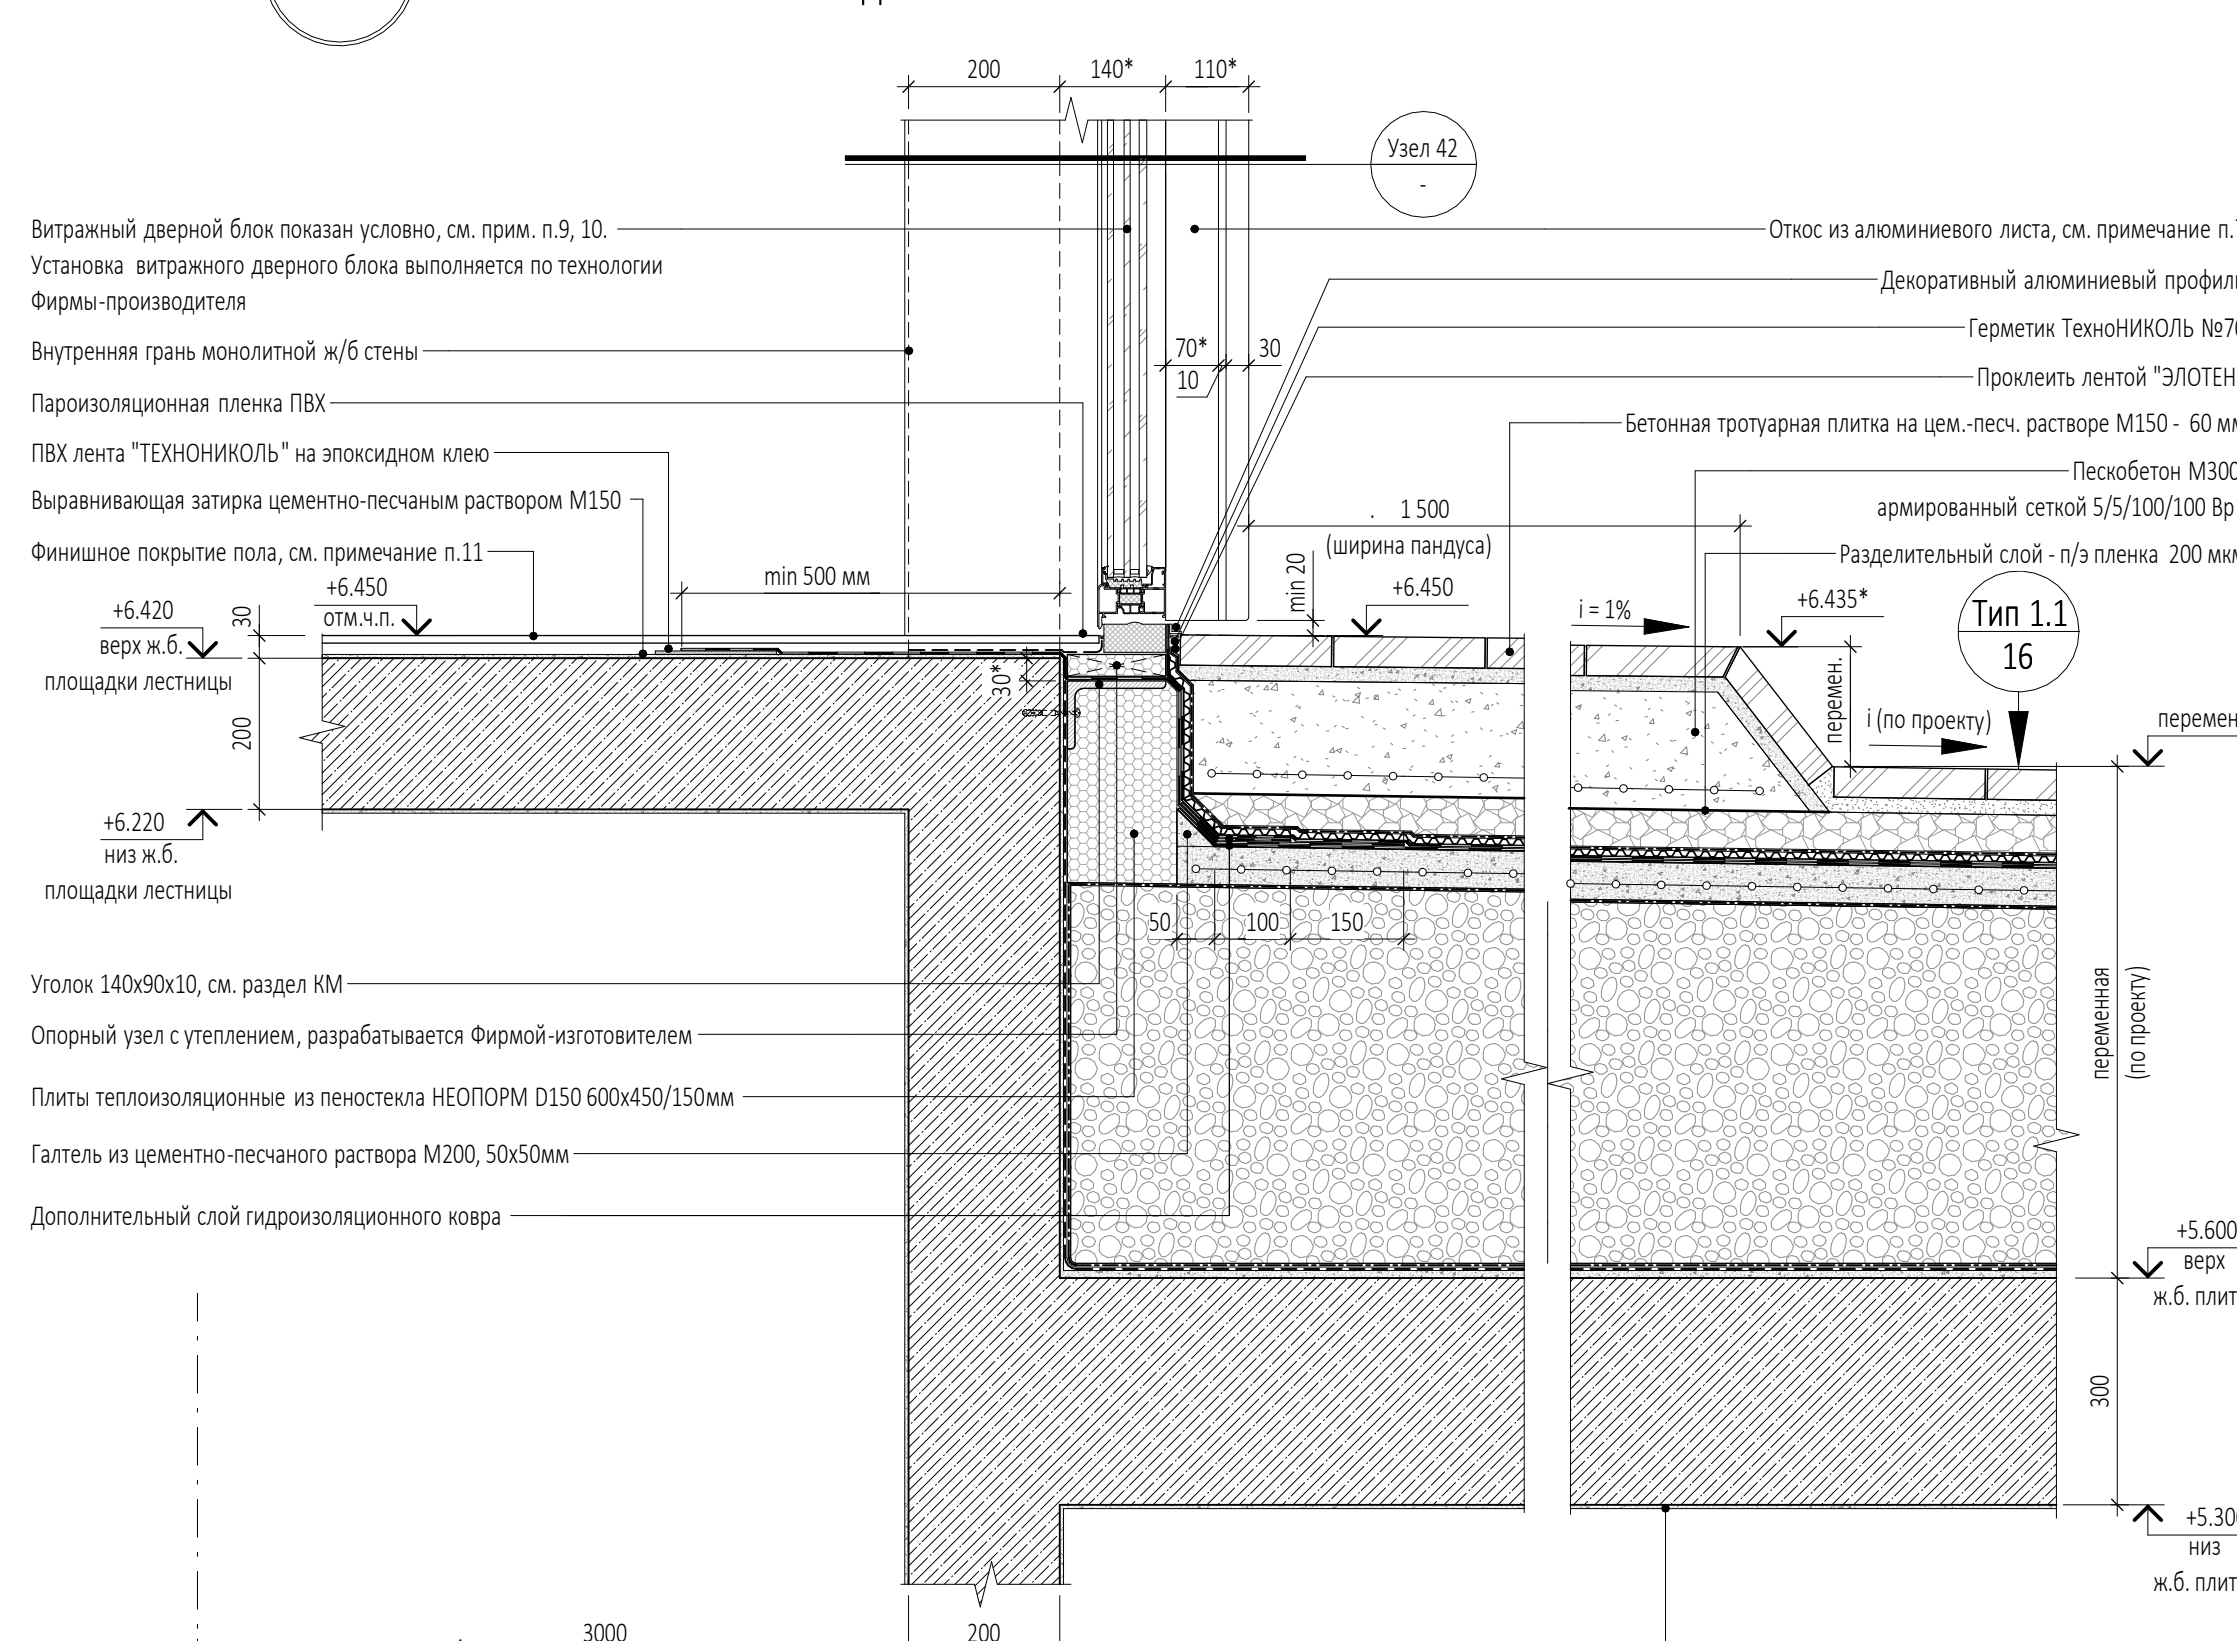 200
140*
110*
Узел 42
-
Витражный дверной блок показан условно, см. прим. п.9, 10.
Установка витражного дверного блока выполняется по технологии
Фирмы-производителя
Внутренняя грань монолитной ж/б стены
Пароизоляционная пленка ПВХ
ПВХ лента "ТЕХНОНИКОЛЬ" на эпоксидном клею
Выравнивающая затирка цементно-песчаным раствором М150
Финишное покрытие пола, см. примечание п.11
Откос из алюминиевого листа, см. примечание п.
Декоративный алюминиевый профиль
Герметик ТехноНИКОЛЬ №70
Проклеить лентой "ЭЛОТЕН
Бетонная тротуарная плитка на цем.-песч. растворе М150 - 60 мм
Пескобетон М300
армированный сеткой 5/5/100/100 Вр
Разделительный слой - п/э пленка 200 мкм
70*
30
10
. 1 500
(ширина пандуса)
min 20
min 500 мм
+6.450
i = 1%
+6.435*
Тип 1.1
16
+6.450
отм.ч.п.
+6.420
верх ж.б.
площадки лестницы
30
200
30*
перемен.
i (по проекту)
перемен
+6.220
низ ж.б.
площадки лестницы
50
100
150
Уголок 140х90х10, см. раздел КМ
Опорный узел с утеплением, разрабатывается Фирмой-изготовителем
Плиты теплоизоляционные из пеностекла НЕОПОРМ D150 600х450/150мм
Галтель из цементно-песчаного раствора М200, 50х50мм
Дополнительный слой гидроизоляционного ковра
переменная
(по проекту)
+5.600
верх
ж.б. плит
300
+5.300
низ
ж.б. плит
3000
200